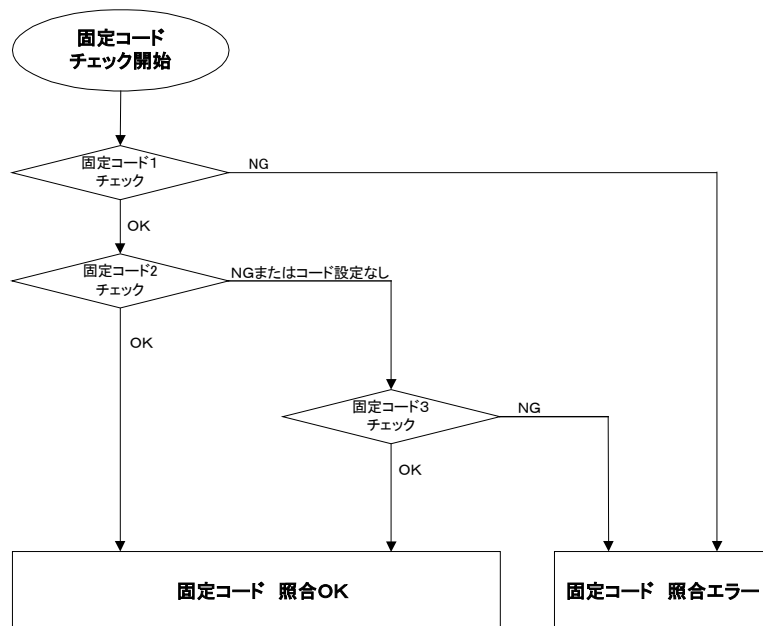 固定コード
チェック開始
固定コード1
チェック
NG
OK
固定コード2
チェック
NGまたはコード設定なし
OK
固定コード3
チェック
NG
OK
固定コード 照合OK
固定コード 照合エラー